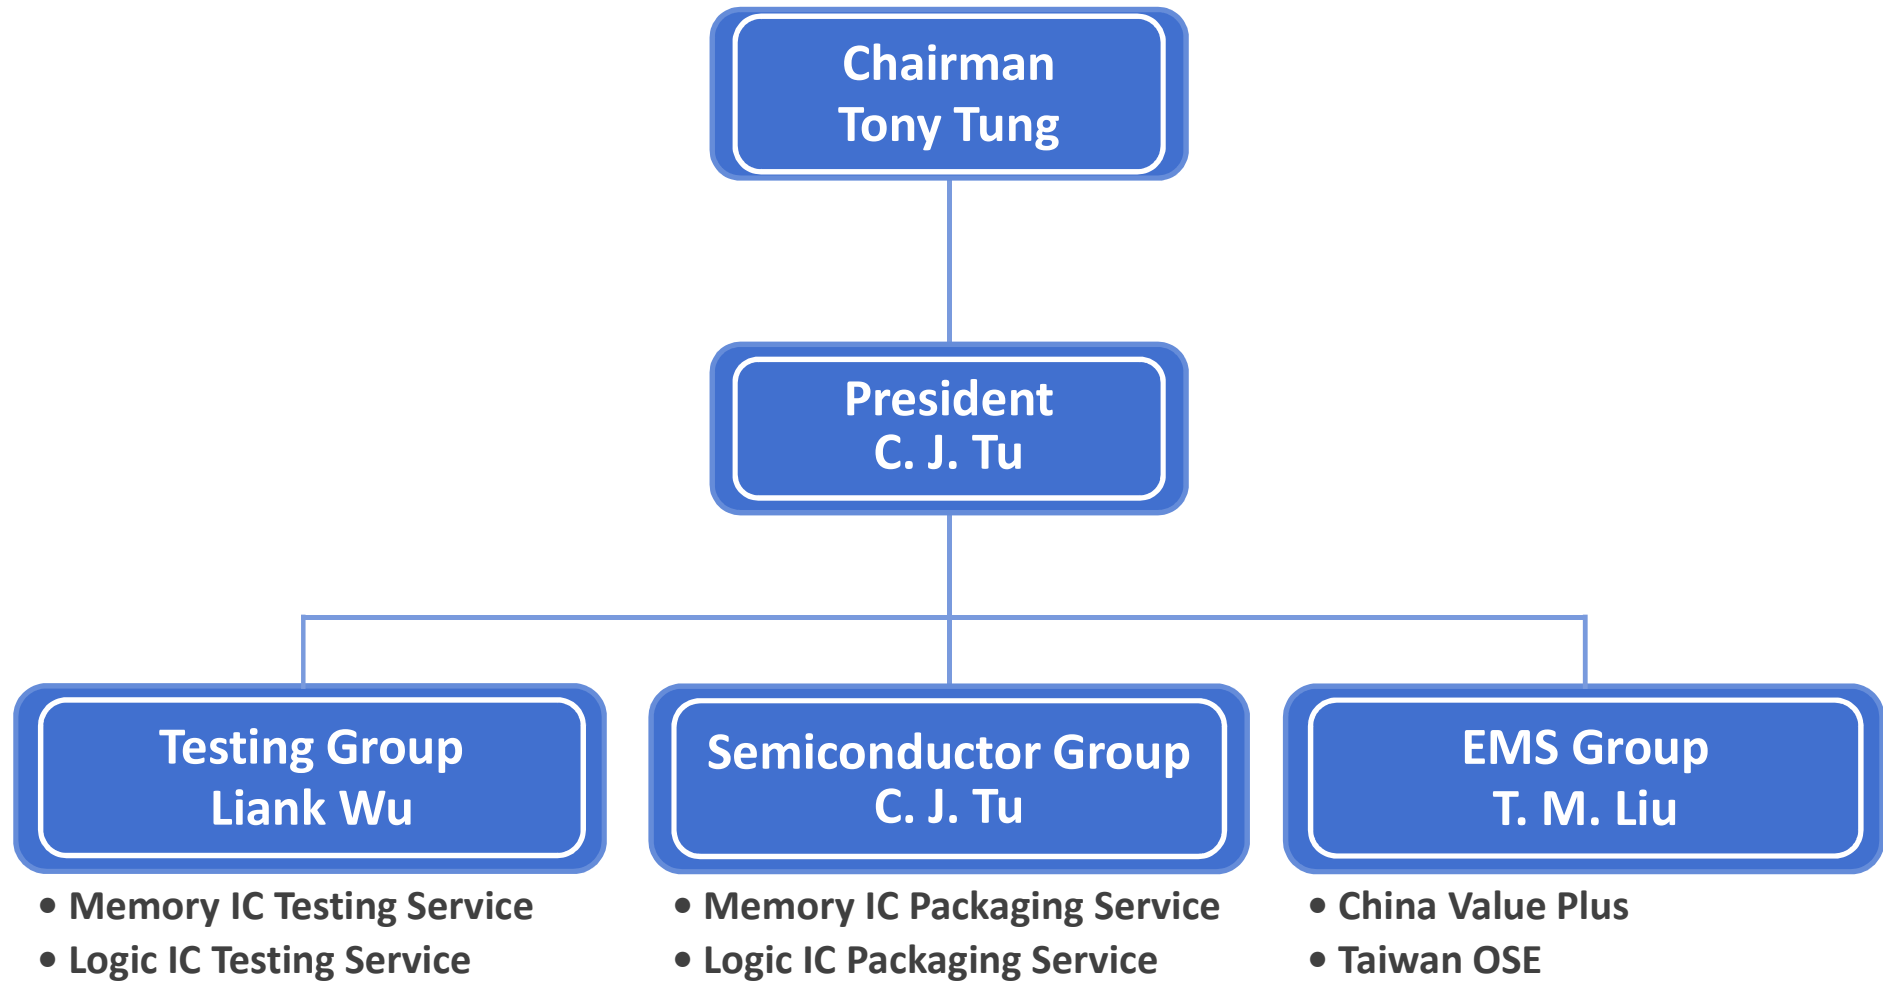 Chairman
Tony Tung
President
C. J. Tu
Testing Group
Liank Wu
• Memory IC Testing Service
• Logic IC Testing Service
Semiconductor Group
C. J. Tu
• Memory IC Packaging Service
• Logic IC Packaging Service
EMS Group
T. M. Liu
• China Value Plus
• Taiwan OSE